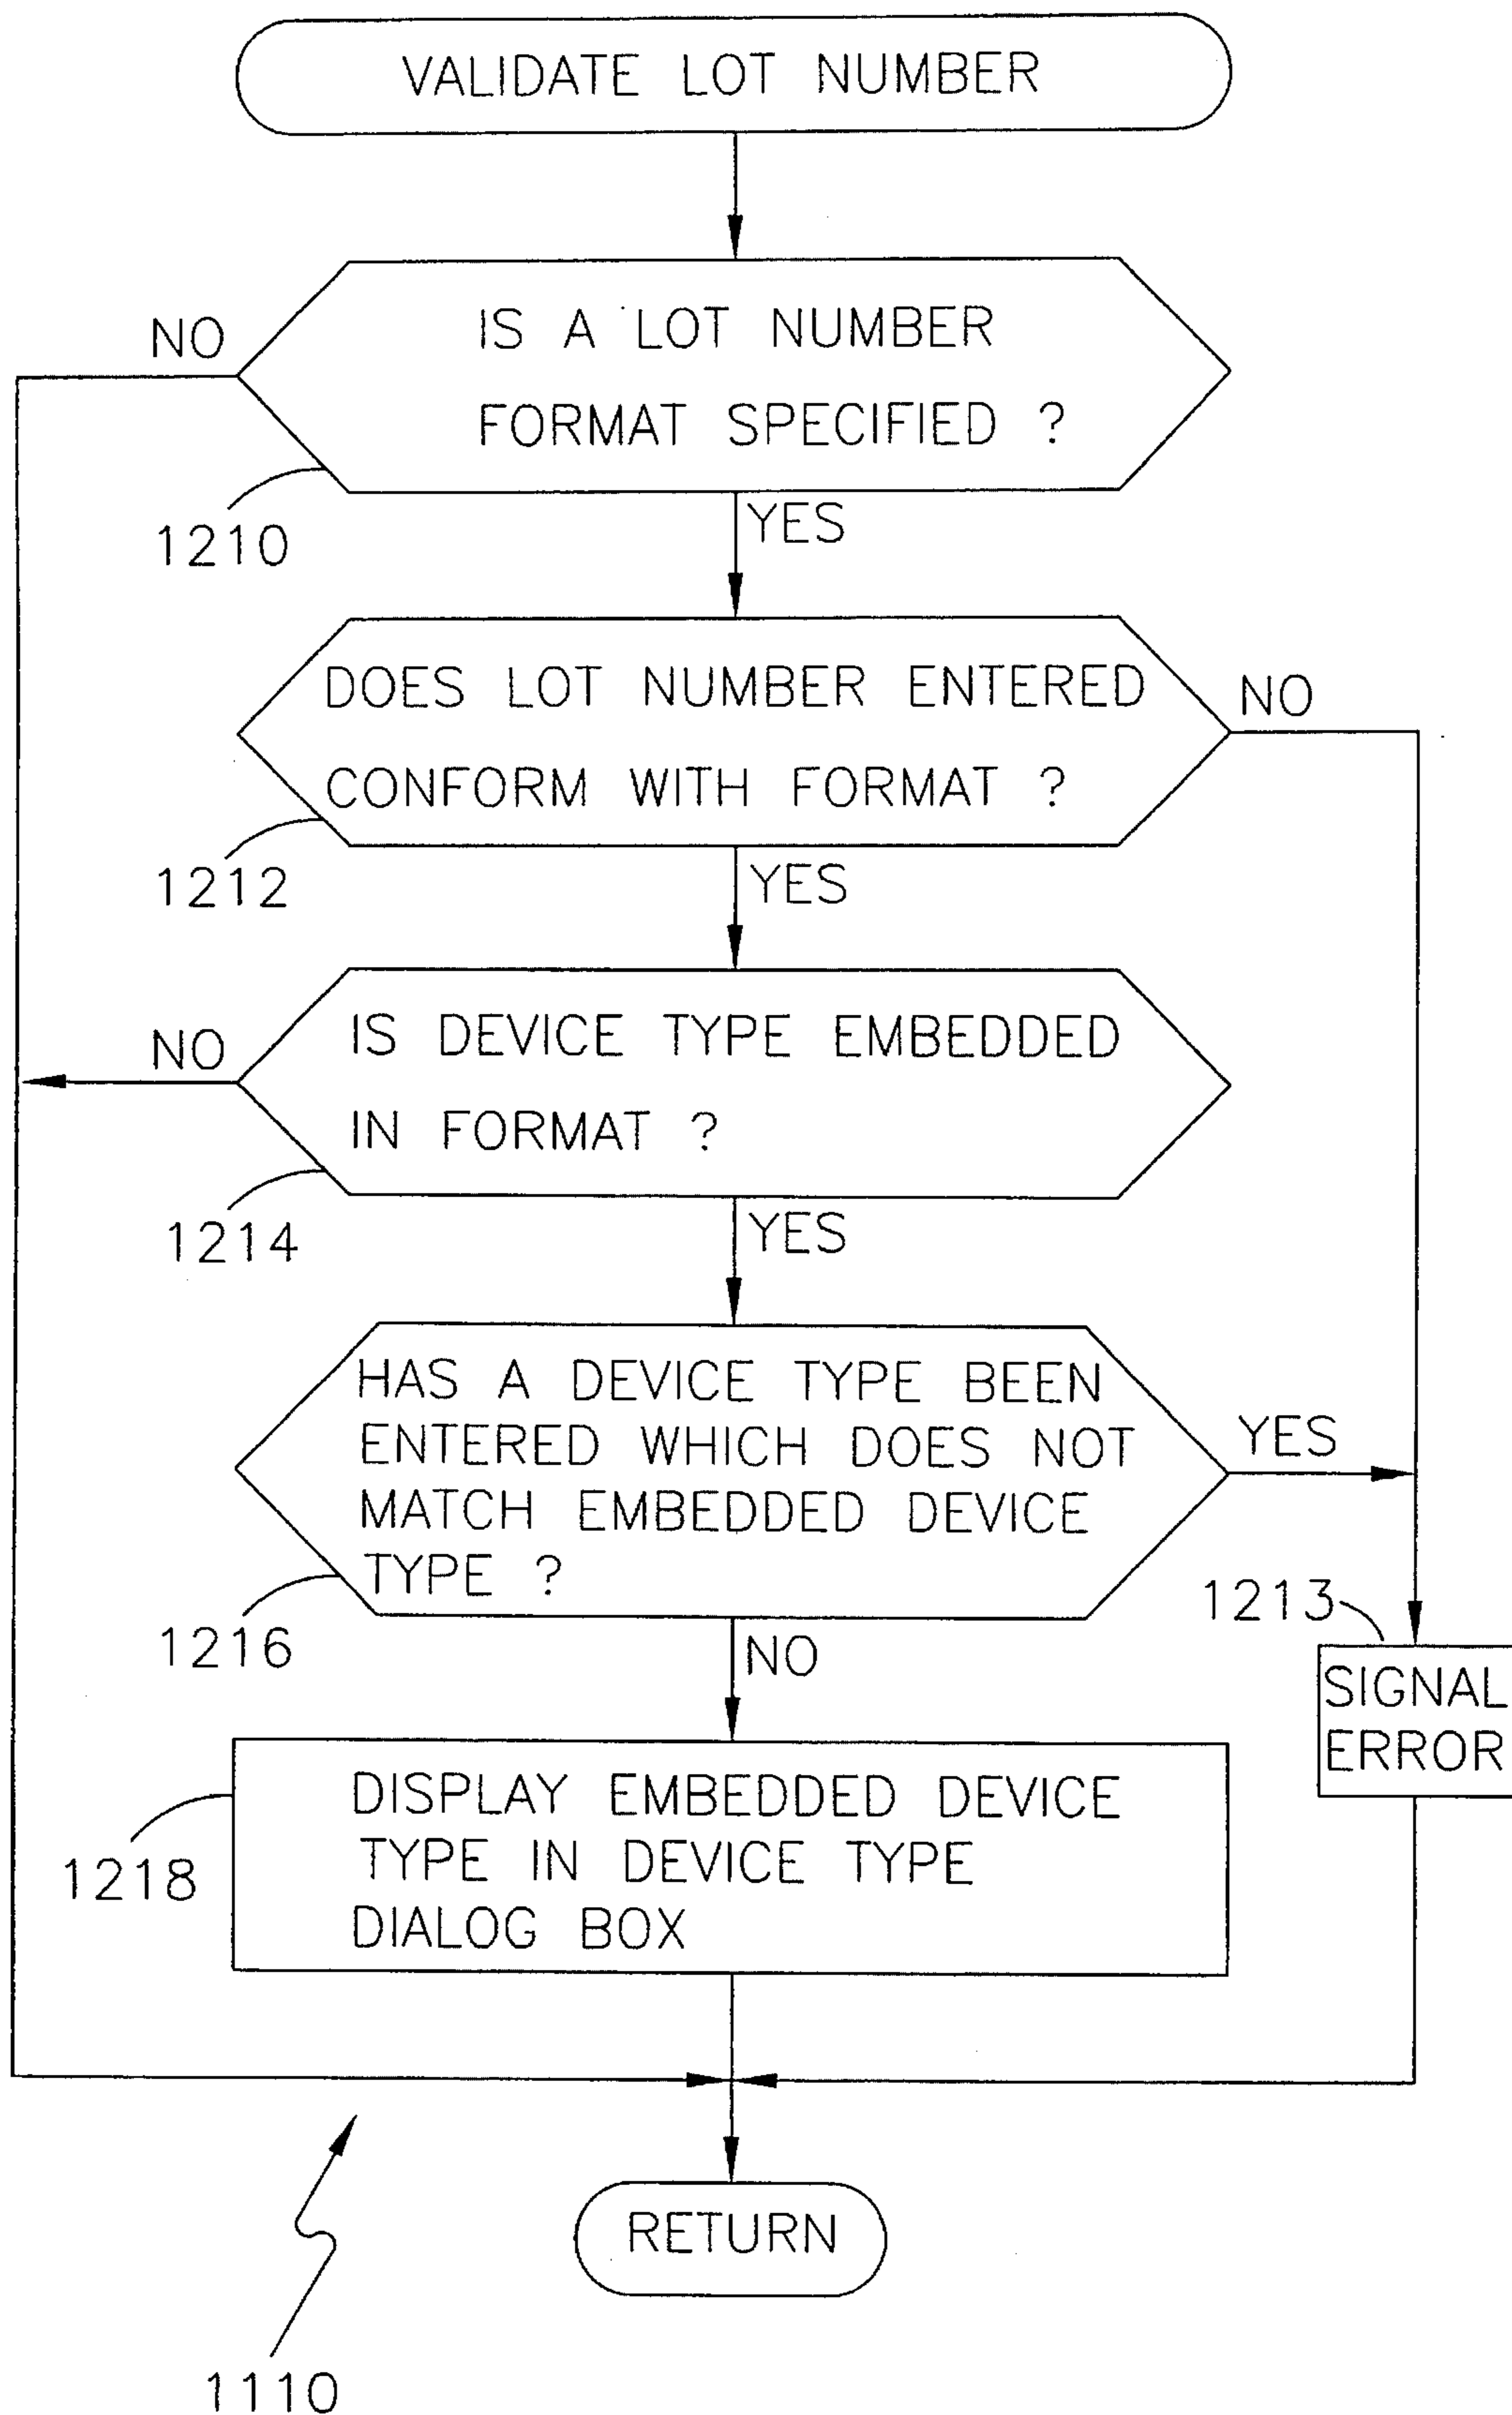 VALIDATE LOT NUMBER
IS A LOT NUMBER
FORMAT SPECIFIED ?
NO
1210
YES
DOES LOT NUMBER ENTERED
CONFORM WITH FORMAT ?
NO
1212
YES
IS DEVICE TYPE EMBEDDED
IN FORMAT ?
NO
1214
YES
HAS A DEVICE TYPE BEEN
ENTERED WHICH DOES NOT
MATCH EMBEDDED DEVICE
TYPE ?
YES
1216
NO
1213
SIGNAL
ERROR
DISPLAY EMBEDDED DEVICE
TYPE IN DEVICE TYPE
DIALOG BOX
1218
RETURN
1110